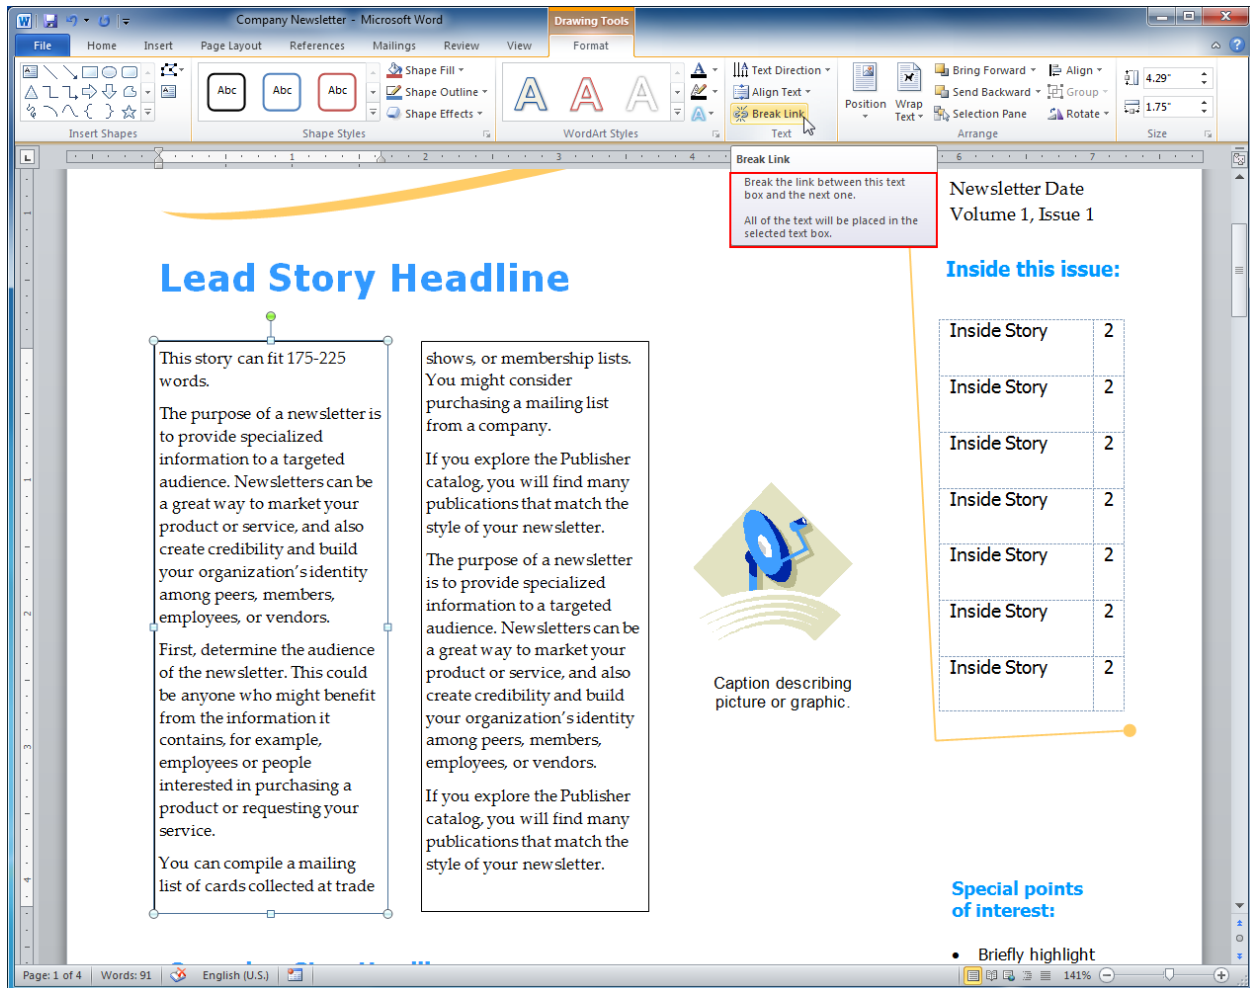 Company Newsletter - Microsoft Word
Drawing Tools
File Home Insert Page Layout References Mailings Review View Format
Abc Abc Abc
Shape Fill
Shape Outline
Shape Effects
A A A
A
A
Text Direction
Align Text
Break Link
Position
Wrap
Text
Bring Forward
Send Backward
Selection Pane
Align
Group
Rotate
4.29"
1.75"
Insert Shapes Shape Styles WordArt Styles Text Arrange Size
1 2 3 4 6 7
Break Link
Break the link between this text
box and the next one.
All of the text will be placed in the
selected text box.
Newsletter Date
Volume 1, Issue 1
Lead Story Headline
This story can fit 175-225
words.
The purpose of a newsletter is
to provide specialized
information to a targeted
audience. Newsletters can be
a great way to market your
product or service, and also
create credibility and build
your organization's identity
among peers, members,
employees, or vendors.
First, determine the audience
of the newsletter. This could
be anyone who might benefit
from the information it
contains, for example,
employees or people
interested in purchasing a
product or requesting your
service.
You can compile a mailing
list of cards collected at trade
shows, or membership lists.
You might consider
purchasing a mailing list
from a company.
If you explore the Publisher
catalog, you will find many
publications that match the
style of your newsletter.
The purpose of a newsletter
is to provide specialized
information to a targeted
audience. Newsletters can be
a great way to market your
product or service, and also
create credibility and build
your organization's identity
among peers, members,
employees, or vendors.
If you explore the Publisher
catalog, you will find many
publications that match the
style of your newsletter.
Caption describing
picture or graphic.
Inside this issue:
Inside Story 2
Inside Story 2
Inside Story 2
Inside Story 2
Inside Story 2
Inside Story 2
Inside Story 2
Special points
of interest:
• Briefly highlight
Page: 1 of 4 Words: 91 English (U.S.) 141%